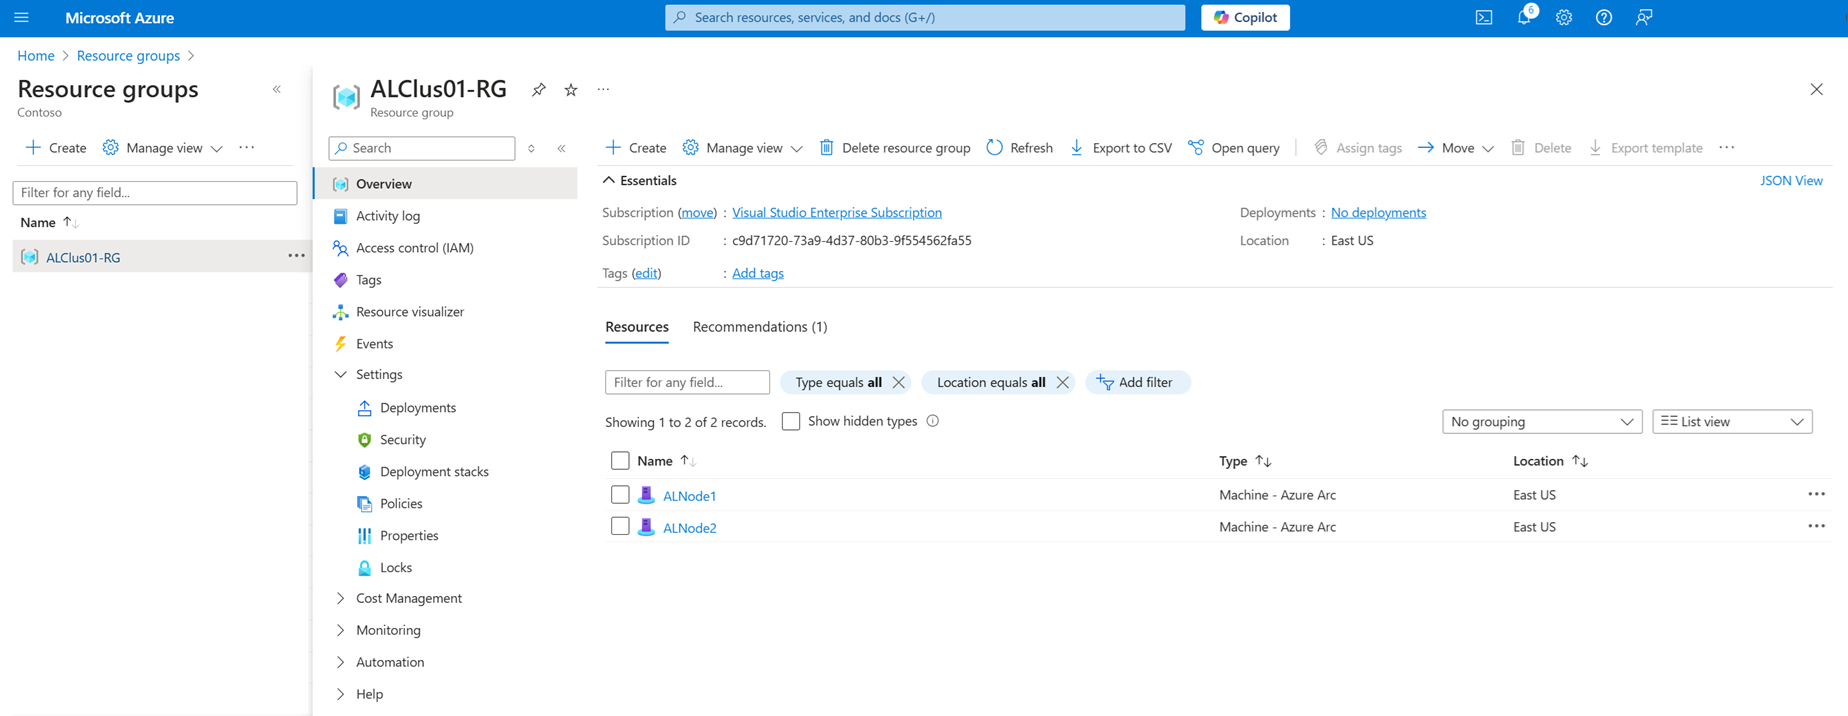 Microsoft Azure
Search resources, services, and docs (G+/)
Copilot
6
Home > Resource groups >
Resource groups
Contoso
Create
Manage view
Filter for any field...
Name
ALClus01-RG
ALClus01-RG
Resource group
Search
Overview
Activity log
Access control (IAM)
Tags
Resource visualizer
Events
Settings
Deployments
Security
Deployment stacks
Policies
Properties
Locks
Cost Management
Monitoring
Automation
Help
Create
Manage view
Delete resource group
Refresh
Export to CSV
Open query
Assign tags
Move
Delete
Export template
Essentials
JSON View
Subscription (move) : Visual Studio Enterprise Subscription
Subscription ID : c9d71720-73a9-4d37-80b3-9f554562fa55
Tags (edit) : Add tags
Deployments : No deployments
Location : East US
Resources
Recommendations (1)
Filter for any field...
Type equals all
Location equals all
Add filter
Showing 1 to 2 of 2 records.
Show hidden types
No grouping
List view
Name Type Location
ALNode1 Machine - Azure Arc East US
ALNode2 Machine - Azure Arc East US